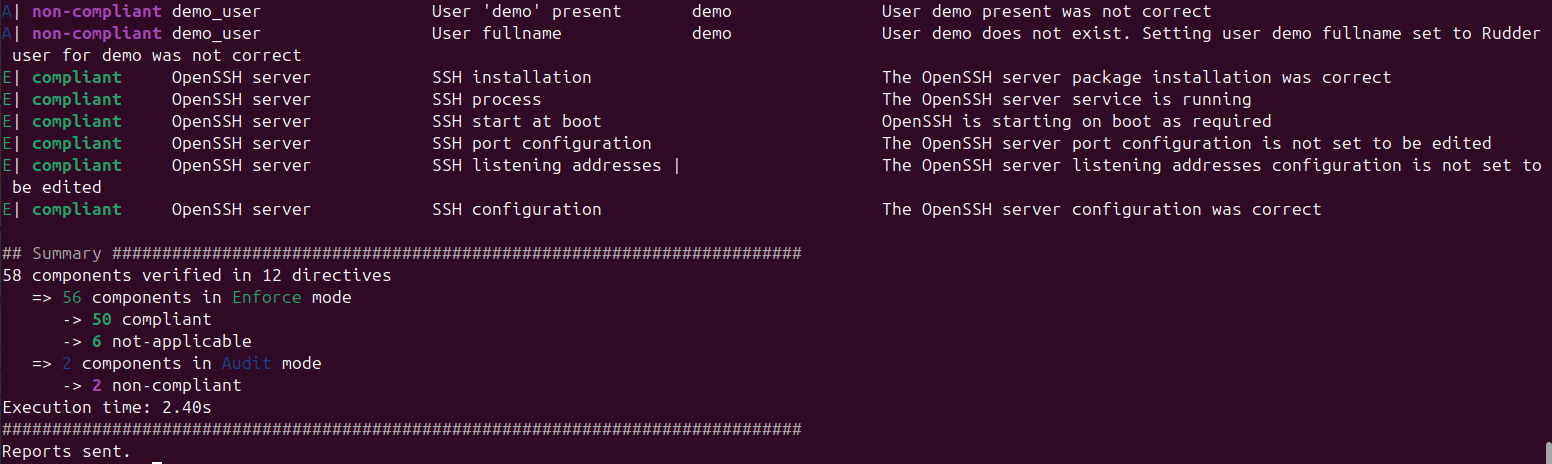 A| non-compliant demo_user                 User 'demo' present       demo               User demo present was not correct
A| non-compliant demo_user                 User fullname             demo               User demo does not exist. Setting user demo fullname set to Rudder
 user for demo was not correct
E| compliant     OpenSSH server            SSH installation                             The OpenSSH server package installation was correct
E| compliant     OpenSSH server            SSH process                                  The OpenSSH server service is running
E| compliant     OpenSSH server            SSH start at boot                            OpenSSH is starting on boot as required
E| compliant     OpenSSH server            SSH port configuration                       The OpenSSH server port configuration is not set to be edited
E| compliant     OpenSSH server            SSH listening addresses |                    The OpenSSH server listening addresses configuration is not set to
 be edited
E| compliant     OpenSSH server            SSH configuration                            The OpenSSH server configuration was correct
## Summary #####################################################################
58 components verified in 12 directives
   => 56 components in Enforce mode
      -> 50 compliant
      -> 6 not-applicable
   => 2 components in Audit mode
      -> 2 non-compliant
Execution time: 2.40s
################################################################################
Reports sent.